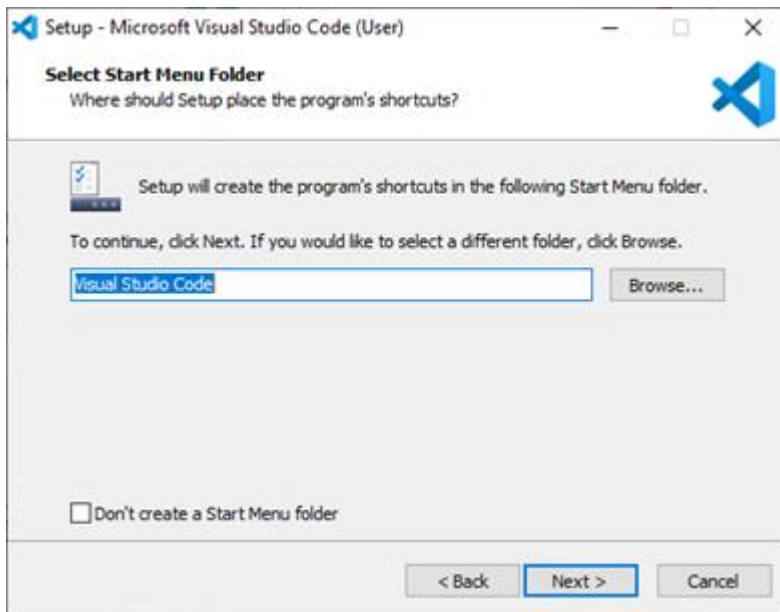 Setup - Microsoft Visual Studio Code (User)
Select Start Menu Folder
Where should Setup place the program's shortcuts?
Setup will create the program's shortcuts in the following Start Menu folder.
To continue, click Next. If you would like to select a different folder, click Browse.
Visual Studio Code
Browse...
Don't create a Start Menu folder
< Back
Next >
Cancel